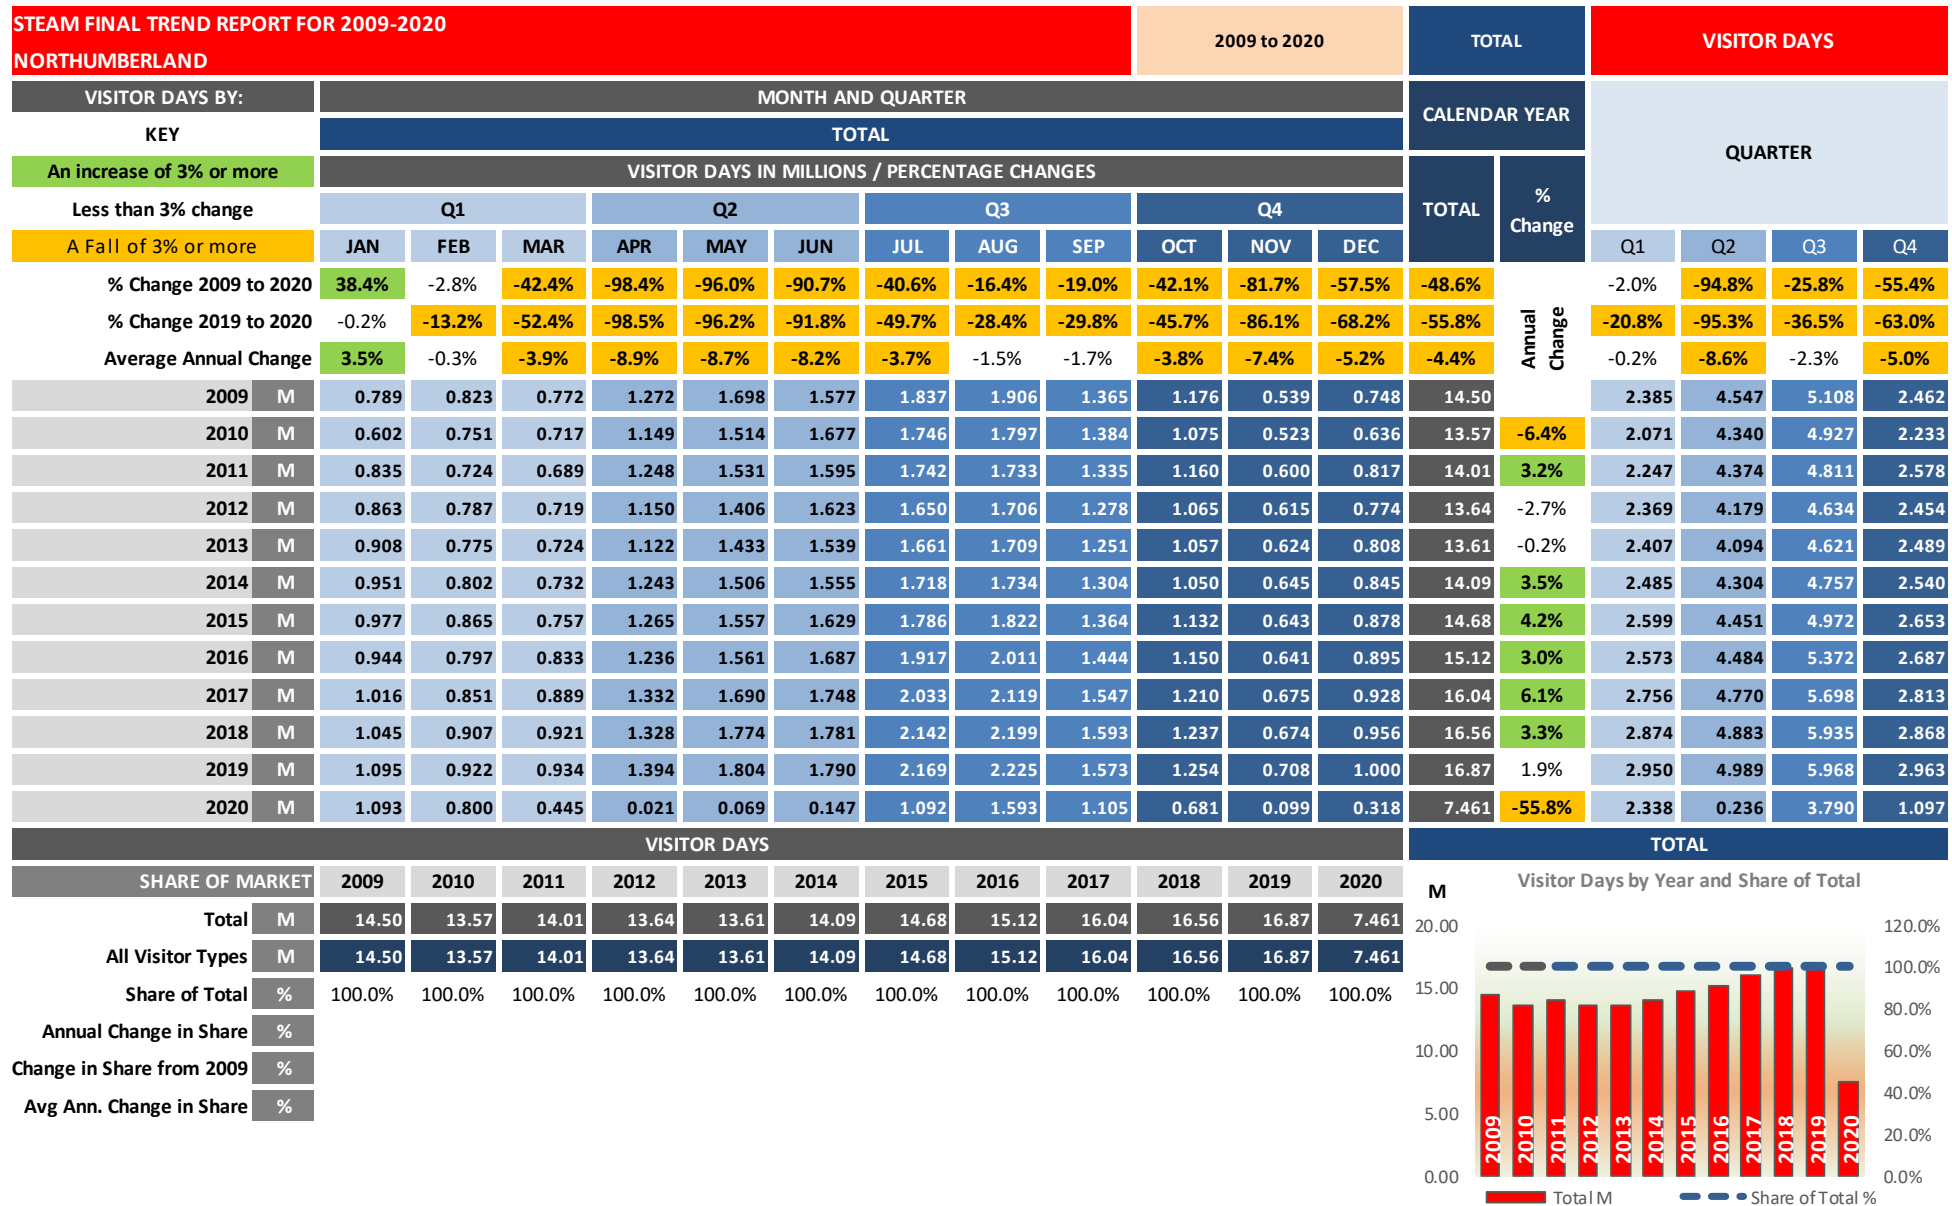 STEAM FINAL TREND REPORT FOR 2009-2020
NORTHUMBERLAND
2009 to 2020
TOTAL
VISITOR DAYS
VISITOR DAYS BY:
MONTH AND QUARTER
CALENDAR YEAR
QUARTER
KEY
TOTAL
An increase of 3% or more
VISITOR DAYS IN MILLIONS / PERCENTAGE CHANGES
TOTAL
% Change
Less than 3% change
Q1 Q2 Q3 Q4
A Fall of 3% or more
JAN FEB MAR APR MAY JUN JUL AUG SEP OCT NOV DEC Q1 Q2 Q3 Q4
% Change 2009 to 2020 38.4% -2.8% -42.4% -98.4% -96.0% -90.7% -40.6% -16.4% -19.0% -42.1% -81.7% -57.5% -48.6% -2.0% -94.8% -25.8% -55.4%
% Change 2019 to 2020 -0.2% -13.2% -52.4% -98.5% -96.2% -91.8% -49.7% -28.4% -29.8% -45.7% -86.1% -68.2% -55.8% -20.8% -95.3% -36.5% -63.0%
Average Annual Change 3.5% -0.3% -3.9% -8.9% -8.7% -8.2% -3.7% -1.5% -1.7% -3.8% -7.4% -5.2% -4.4% -0.2% -8.6% -2.3% -5.0%
Annual Change
2009 M 0.789 0.823 0.772 1.272 1.698 1.577 1.837 1.906 1.365 1.176 0.539 0.748 14.50 2.385 4.547 5.108 2.462
2010 M 0.602 0.751 0.717 1.149 1.514 1.677 1.746 1.797 1.384 1.075 0.523 0.636 13.57 -6.4% 2.071 4.340 4.927 2.233
2011 M 0.835 0.724 0.689 1.248 1.531 1.595 1.742 1.733 1.335 1.160 0.600 0.817 14.01 3.2% 2.247 4.374 4.811 2.578
2012 M 0.863 0.787 0.719 1.150 1.406 1.623 1.650 1.706 1.278 1.065 0.615 0.774 13.64 -2.7% 2.369 4.179 4.634 2.454
2013 M 0.908 0.775 0.724 1.122 1.433 1.539 1.661 1.709 1.251 1.057 0.624 0.808 13.61 -0.2% 2.407 4.094 4.621 2.489
2014 M 0.951 0.802 0.732 1.243 1.506 1.555 1.718 1.734 1.304 1.050 0.645 0.845 14.09 3.5% 2.485 4.304 4.757 2.540
2015 M 0.977 0.865 0.757 1.265 1.557 1.629 1.786 1.822 1.364 1.132 0.643 0.878 14.68 4.2% 2.599 4.451 4.972 2.653
2016 M 0.944 0.797 0.833 1.236 1.561 1.687 1.917 2.011 1.444 1.150 0.641 0.895 15.12 3.0% 2.573 4.484 5.372 2.687
2017 M 1.016 0.851 0.889 1.332 1.690 1.748 2.033 2.119 1.547 1.210 0.675 0.928 16.04 6.1% 2.756 4.770 5.698 2.813
2018 M 1.045 0.907 0.921 1.328 1.774 1.781 2.142 2.199 1.593 1.237 0.674 0.956 16.56 3.3% 2.874 4.883 5.935 2.868
2019 M 1.095 0.922 0.934 1.394 1.804 1.790 2.169 2.225 1.573 1.254 0.708 1.000 16.87 1.9% 2.950 4.989 5.968 2.963
2020 M 1.093 0.800 0.445 0.021 0.069 0.147 1.092 1.593 1.105 0.681 0.099 0.318 7.461 -55.8% 2.338 0.236 3.790 1.097
VISITOR DAYS
TOTAL
SHARE OF MARKET 2009 2010 2011 2012 2013 2014 2015 2016 2017 2018 2019 2020
Total M 14.50 13.57 14.01 13.64 13.61 14.09 14.68 15.12 16.04 16.56 16.87 7.461
All Visitor Types M 14.50 13.57 14.01 13.64 13.61 14.09 14.68 15.12 16.04 16.56 16.87 7.461
Share of Total % 100.0% 100.0% 100.0% 100.0% 100.0% 100.0% 100.0% 100.0% 100.0% 100.0% 100.0% 100.0%
Annual Change in Share %
Change in Share from 2009 %
Avg Ann. Change in Share %
Visitor Days by Year and Share of Total
M
20.00
15.00
10.00
5.00
0.00
120.0%
100.0%
80.0%
60.0%
40.0%
20.0%
0.0%
2009 2010 2011 2012 2013 2014 2015 2016 2017 2018 2019 2020
Total M
Share of Total %